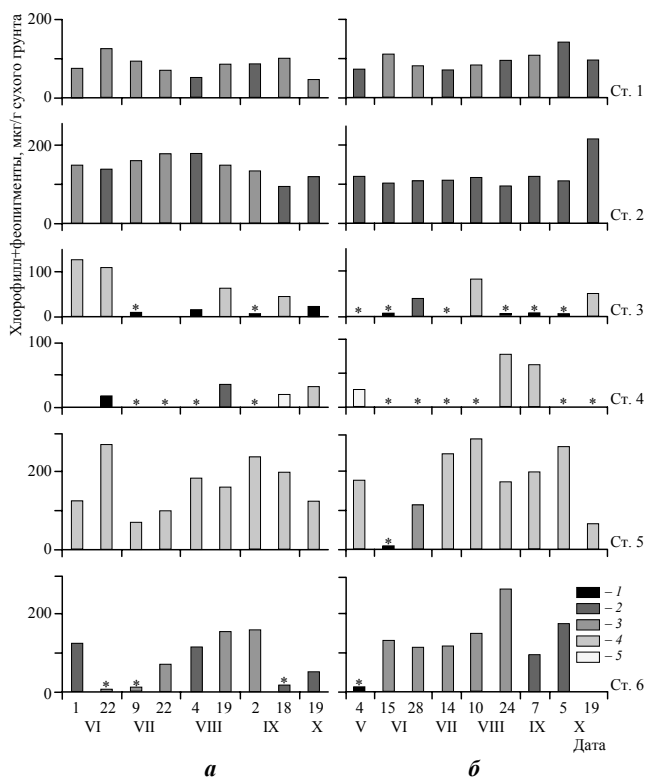 Хлорофилл+феопигменты, мкг/г сухого грунта
200
100
0
Ст. 1
200
0
Ст. 2
100
0
* * * * * * * *
Ст. 3
100
0
* * * * * * * * * *
Ст. 4
200
0
*
Ст. 5
200
0
* * * *
– 1
– 2
– 3
– 4
– 5
Ст. 6
1 22 9 22 4 19 2 18 19 4 15 28 14 10 24 7 5 19
VI VII VIII IX X V VI VII VIII IX X
Дата
а б